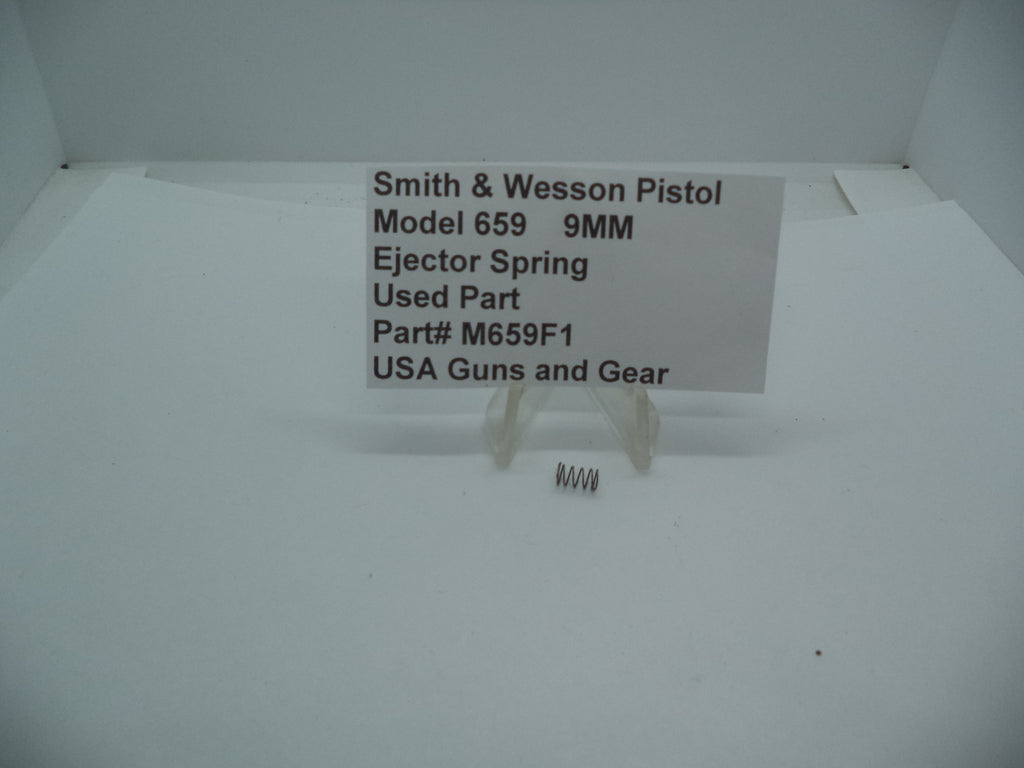 Smith & Wesson Pistol
Model 659 9MM
Ejector Spring
Used Part
Part# M659F1
USA Guns and Gear